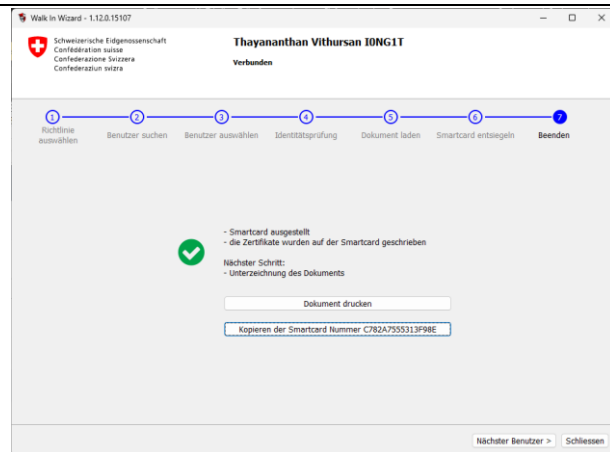 Walk In Wizard - 1.12.0.15107
Schweizerische Eidgenossenschaft
Confédération suisse
Confederazione Svizzera
Confederaziun svizra
Thayananthan Vithursan I0NG1T
Verbunden
1
2
3
4
5
6
7
Richtlinie
auswählen
Benutzer suchen
Benutzer auswählen
Identitätsprüfung
Dokument laden
Smartcard entsiegeln
Beenden
- Smartcard ausgestellt
- die Zertifikate wurden auf der Smartcard geschrieben
Nächster Schritt:
- Unterzeichnung des Dokuments
Dokument drucken
Kopieren der Smartcard Nummer C782A7555313F98E
Nächster Benutzer >
Schliessen